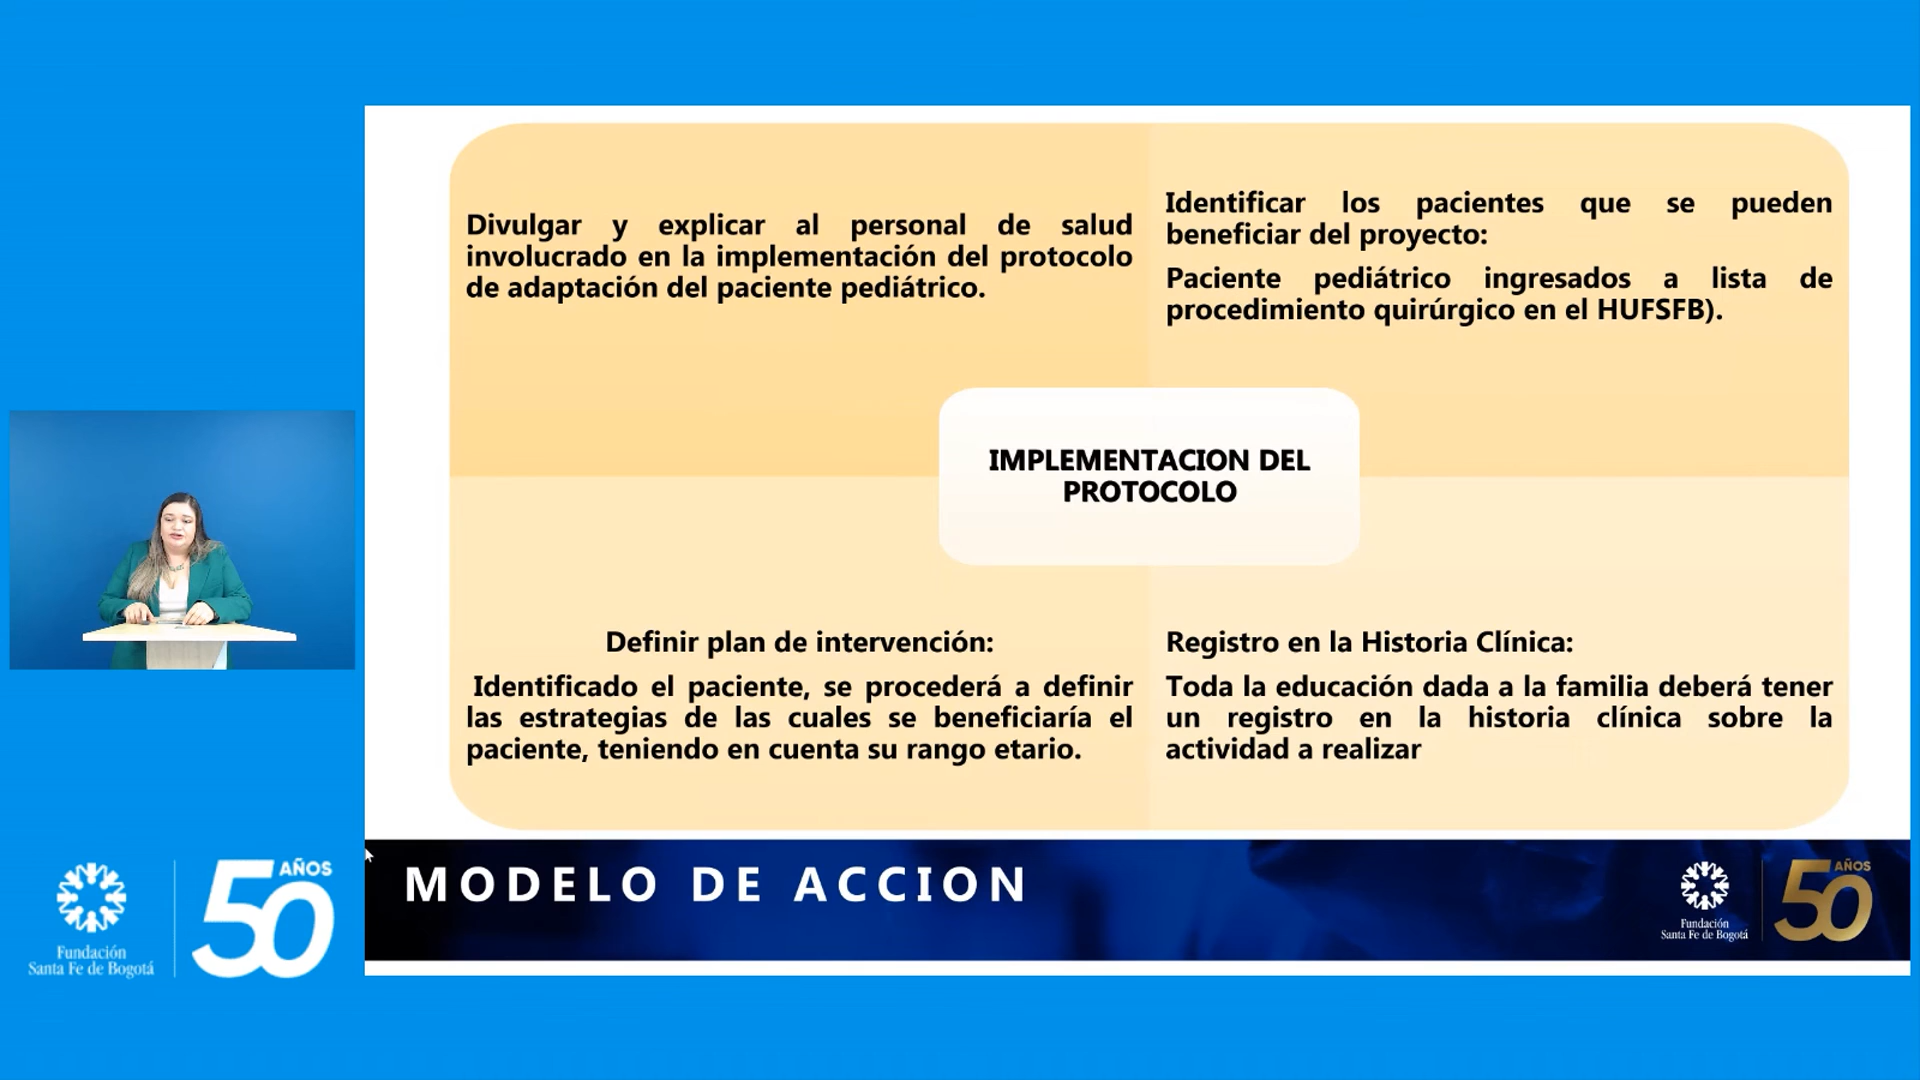 Divulgar y explicar al personal de salud
involucrado en la implementación del protocolo
de adaptación del paciente pediátrico.
Identificar los pacientes que se pueden
beneficiar del proyecto:
Paciente pediátrico ingresados a lista de
procedimiento quirúrgico en el HUFSFB).
IMPLEMENTACION DEL
PROTOCOLO
Definir plan de intervención:
Identificado el paciente, se procederá a definir
las estrategias de las cuales se beneficiaría el
paciente, teniendo en cuenta su rango etario.
Registro en la Historia Clínica:
Toda la educación dada a la familia deberá tener
un registro en la historia clínica sobre la
actividad a realizar
MODELO DE ACCION
Fundación
Santa Fe de Bogotá
50 AÑOS
Fundación
Santa Fe de Bogotá
50 AÑOS